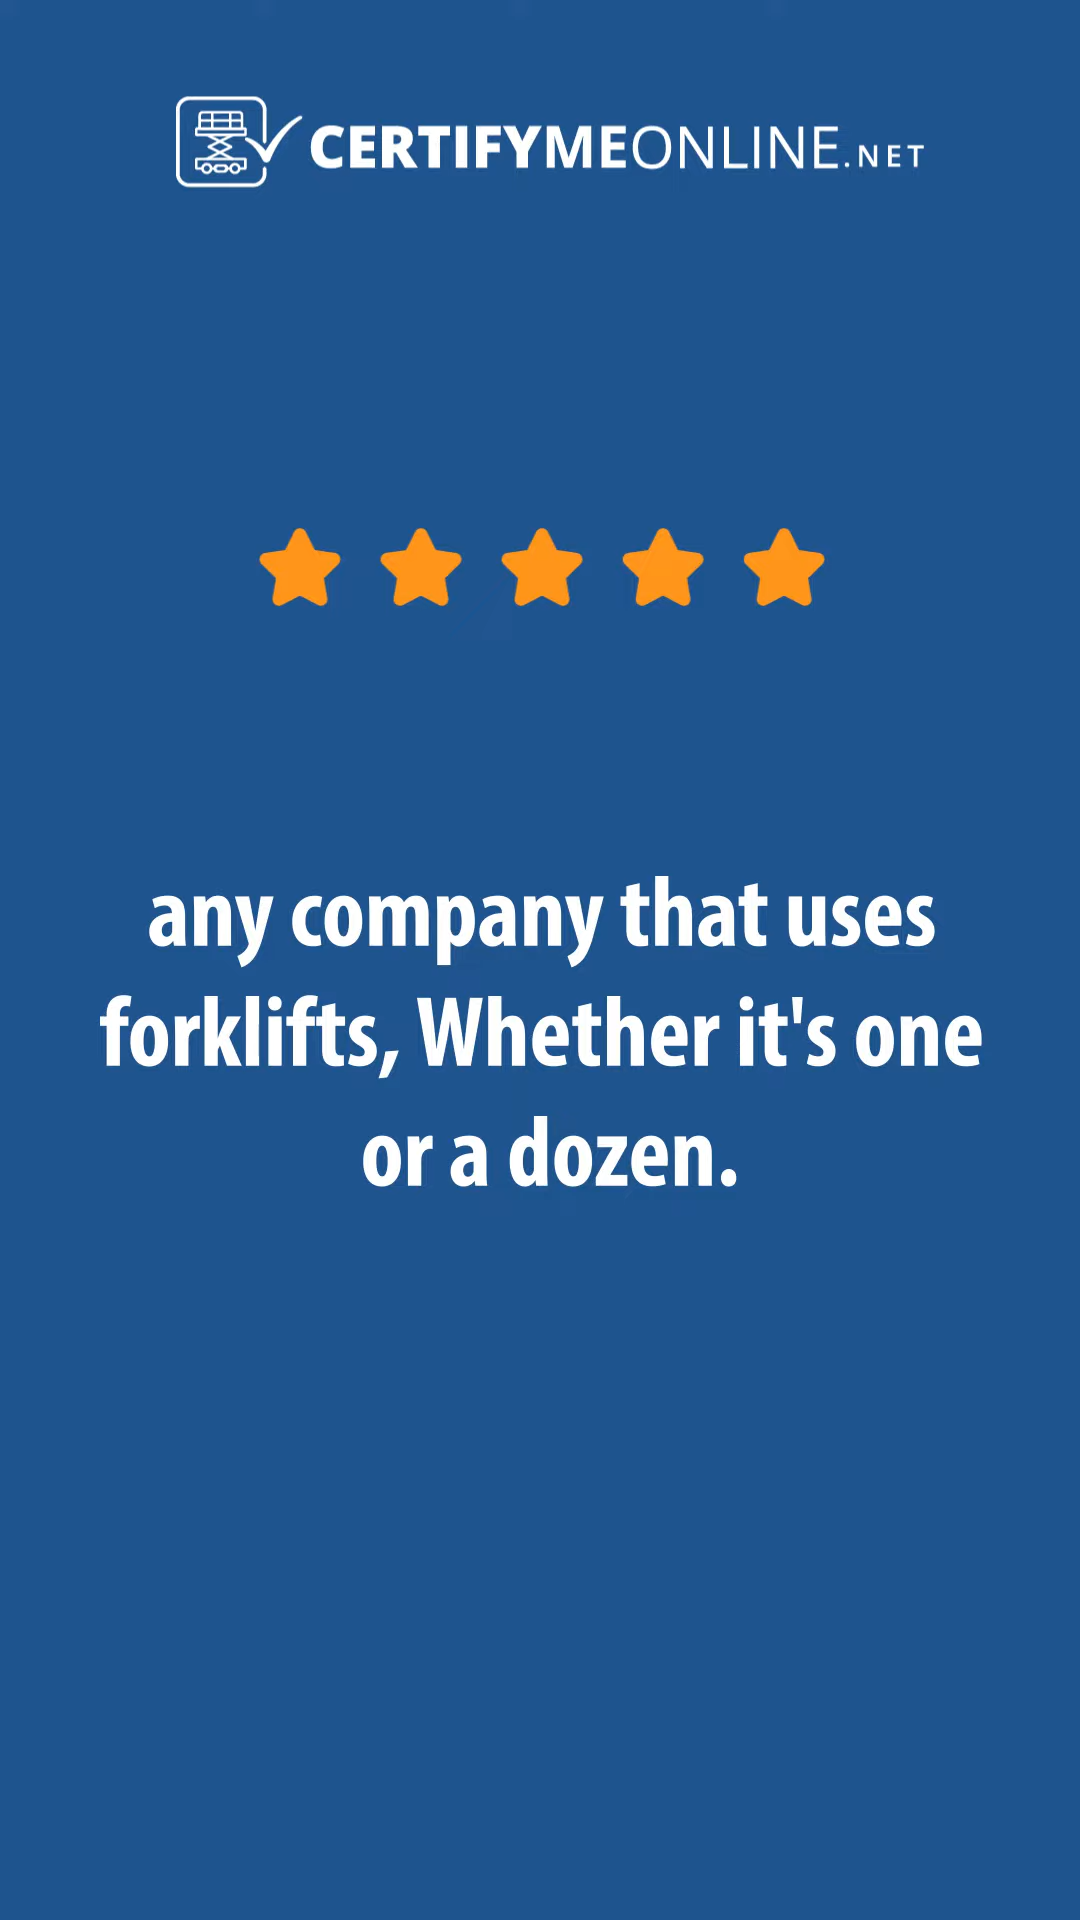 CERTIFYMEONLINE.NET
any company that uses
forklifts, Whether it's one
or a dozen.